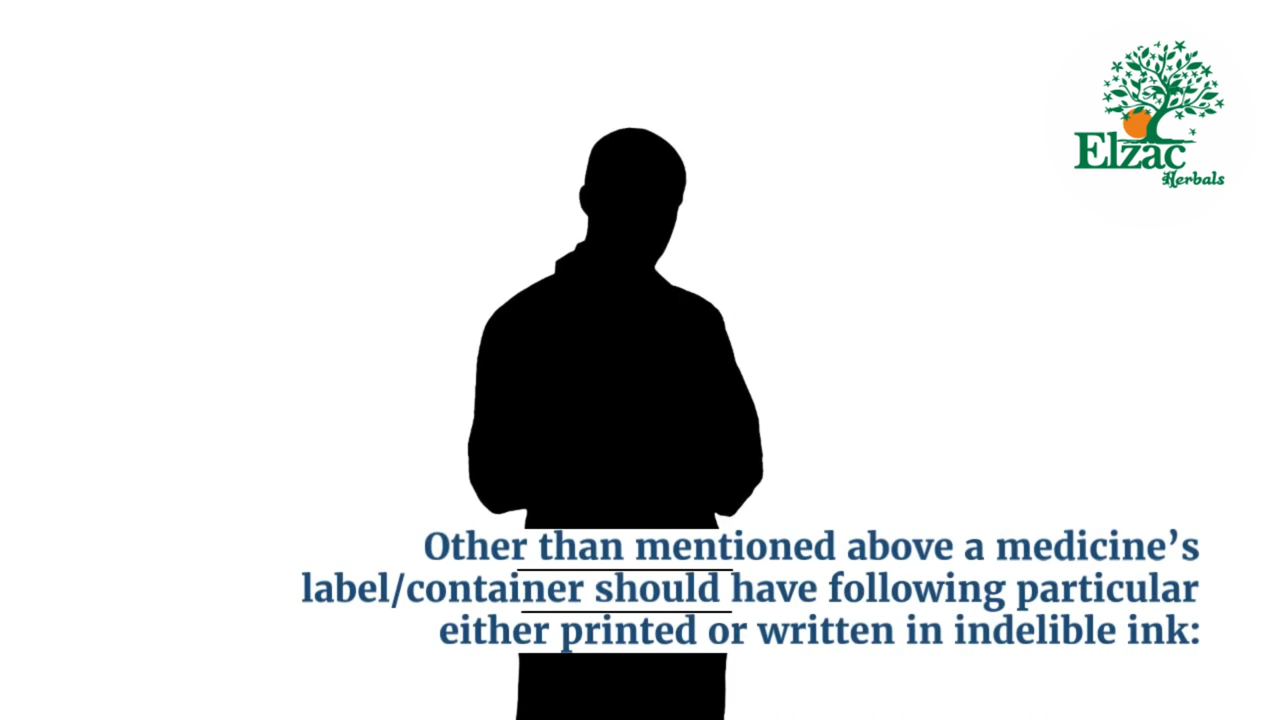 Elzac
Herbals
Other than mentioned above a medicine's
label/container should have following particular
either printed or written in indelible ink: